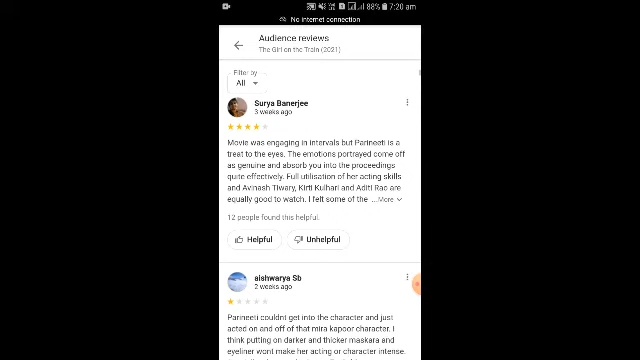 88% 7:20 am
No internet connection
Audience reviews
The Girl on the Train (2021)
Filter by
All
Surya Banerjee
3 weeks ago
Movie was engaging in intervals but Parineeti is a
treat to the eyes. The emotions portrayed come off
as genuine and absorb you into the proceedings
quite effectively. Full utilisation of her acting skills
and Avinash Tiwary, Kirti Kulhari and Aditi Rao are
equally good to watch. I felt some of the ...More
12 people found this helpful.
Helpful Unhelpful
aishwarya Sb
2 weeks ago
Parineeti couldnt get into the character and just
acted on and off of that mira kapoor character. I
think putting on darker and thicker maskara and
eyeliner wont make her acting or character intense.